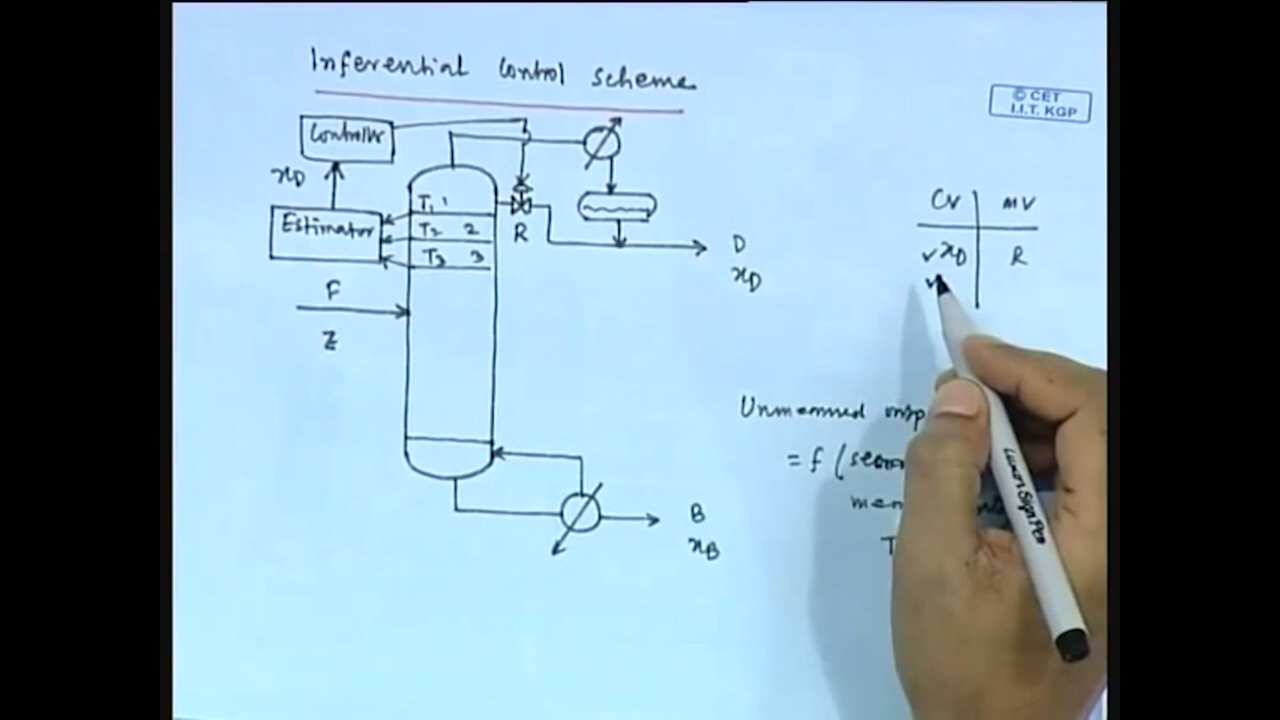 Inferential control scheme
© CET
I.I.T. KGP
Controller
xD
Estimator
T1 1
T2 2
T3 3
R
D
xD
F
Z
B
xB
CV MV
xD R
Unmeasured
= f (
T